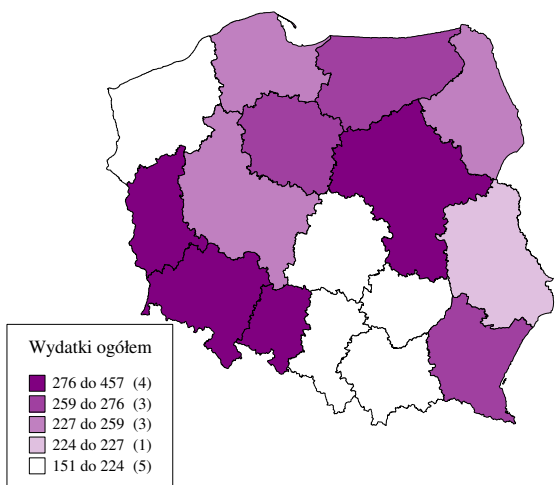 Wydatki ogółem
276 do 457 (4)
259 do 276 (3)
227 do 259 (3)
224 do 227 (1)
151 do 224 (5)